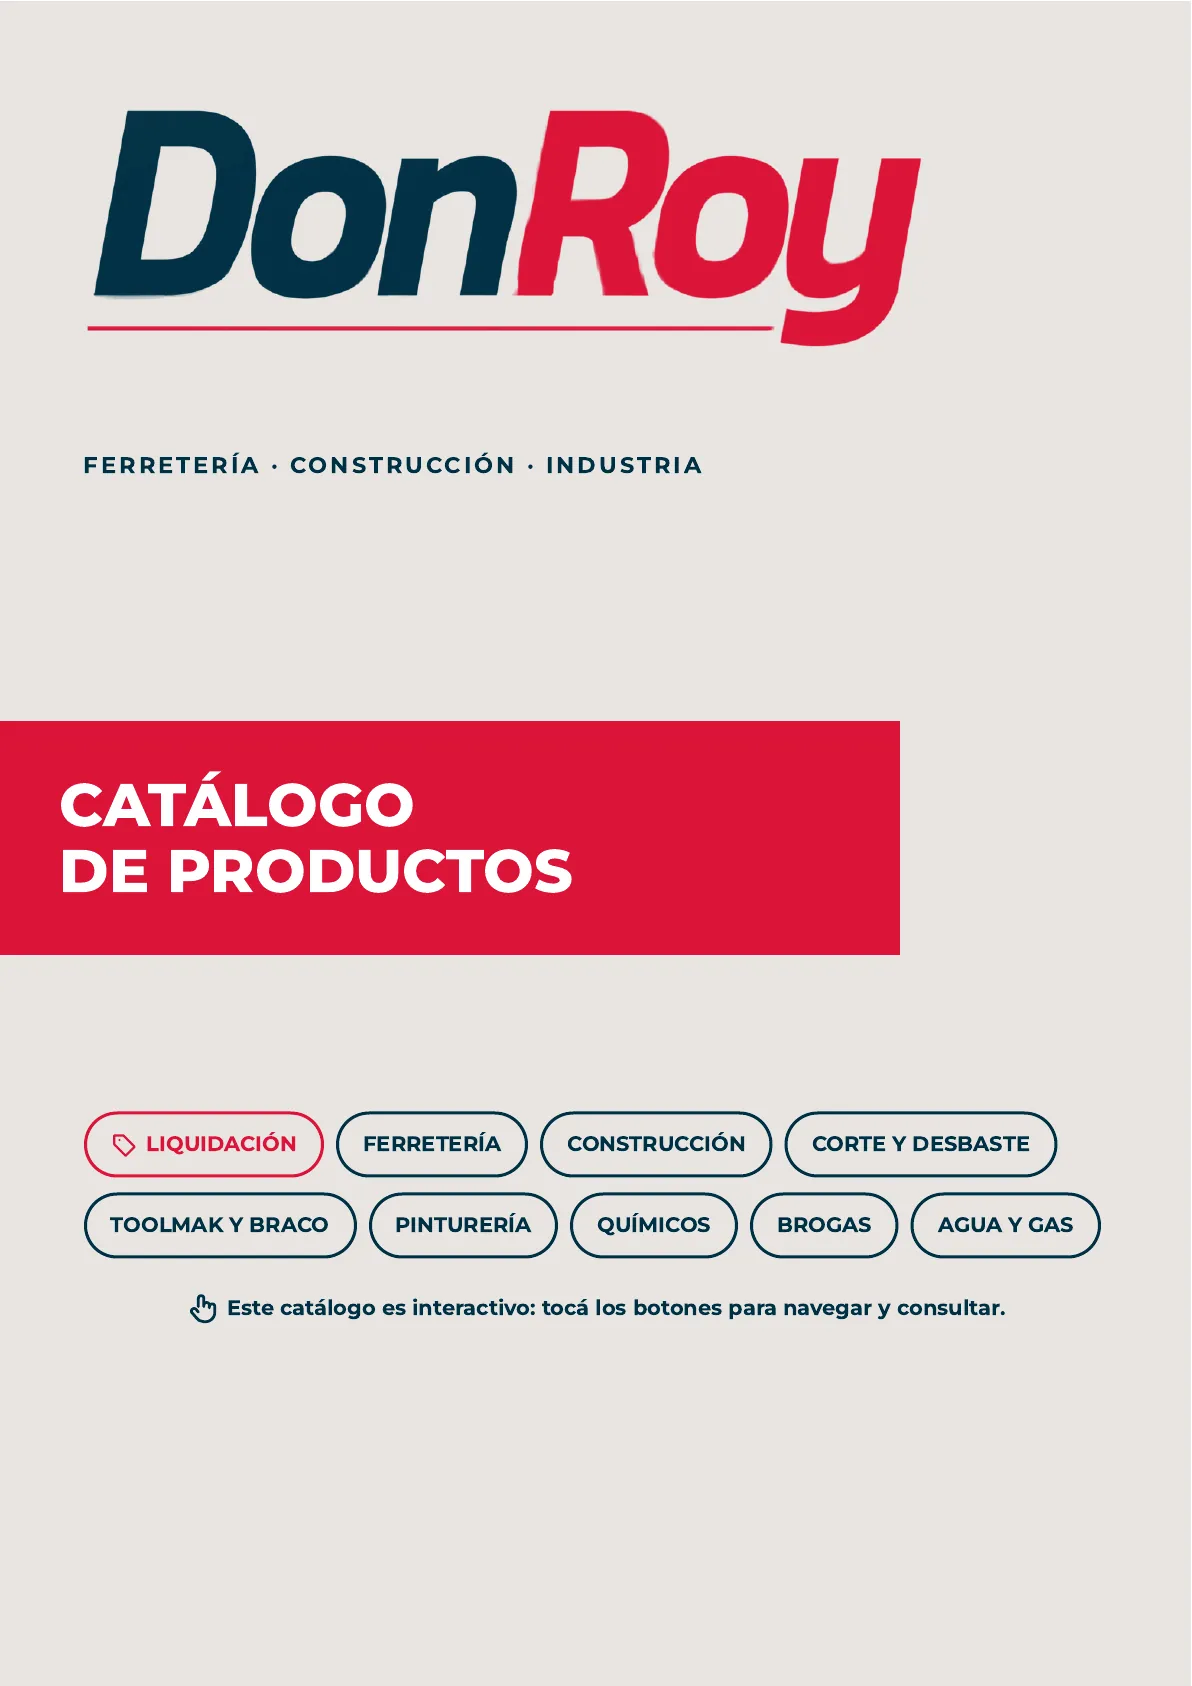 DonRoy
FERRETERÍA · CONSTRUCCIÓN · INDUSTRIA
CATÁLOGO
DE PRODUCTOS
LIQUIDACIÓN FERRETERÍA CONSTRUCCIÓN CORTE Y DESBASTE
TOOLMAK Y BRACO PINTURERÍA QUÍMICOS BROGAS AGUA Y GAS
Este catálogo es interactivo: tocá los botones para navegar y consultar.